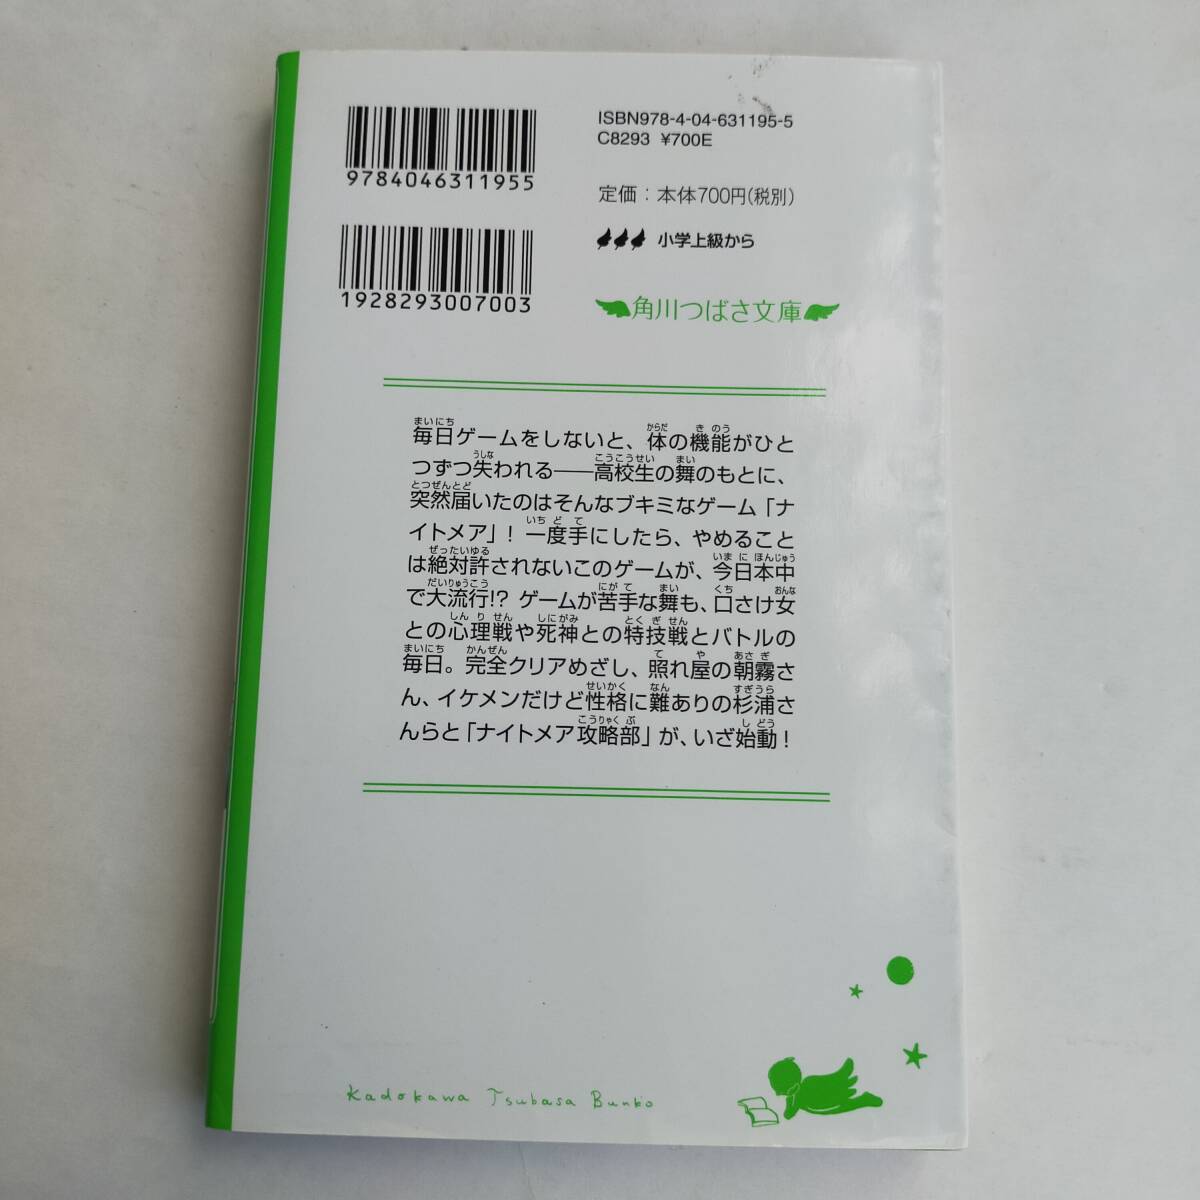 9784046311955
ISBN978-4-04-631195-5
C8293 ¥700E
定価：本体700円(税別)
小学上級から
1928293007003
角川つばさ文庫
毎日ゲームをしないと、体の機能がひと
つずつ失われる――高校生の舞のもとに、
突然届いたのはそんなブキミなゲーム「ナ
イトメア」！一度手にしたら、やめること
は絶対許されないこのゲームが、今日本中
で大流行!? ゲームが苦手な舞も、口さけ女
との心理戦や死神との特技戦とバトルの
毎日。完全クリアめざし、照れ屋の朝霧さ
ん、イケメンだけど性格に難ありの杉浦さ
んらと「ナイトメア攻略部」が、いざ始動！
Kadokawa Tsubasa Bunko